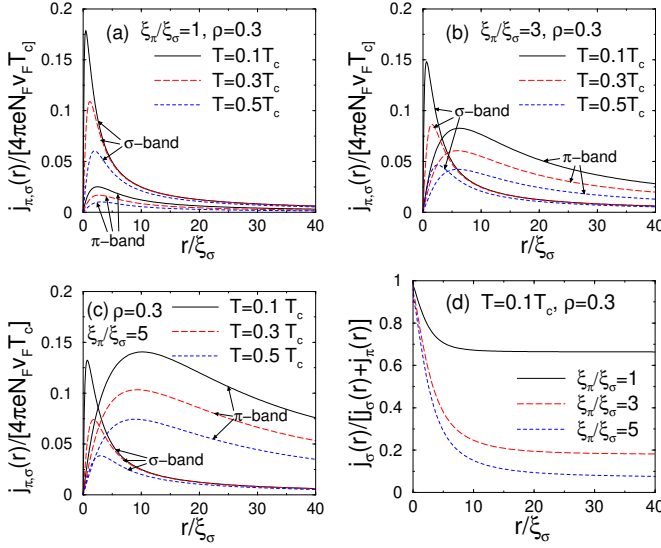 (a) ξπ/ξσ=1, ρ=0.3
T=0.1Tc
T=0.3Tc
T=0.5Tc
σ−band
π−band
0.2
0.15
0.1
0.05
0
0 10 20 30 40
r/ξσ
jπ,σ(r)/[4πeNFvFTc]
(b) ξπ/ξσ=3, ρ=0.3
T=0.1Tc
T=0.3Tc
T=0.5Tc
σ−band
π−band
0.2
0.15
0.1
0.05
0
0 10 20 30 40
r/ξσ
jπ,σ(r)/[4πeNFvFTc]
(c) ρ=0.3
ξπ/ξσ=5
T=0.1 Tc
T=0.3 Tc
T=0.5 Tc
π−band
σ−band
0.2
0.15
0.1
0.05
0
0 10 20 30 40
r/ξσ
jπ,σ(r)/[4πeNFvFTc]
(d) T=0.1Tc, ρ=0.3
ξπ/ξσ=1
ξπ/ξσ=3
ξπ/ξσ=5
1
0.8
0.6
0.4
0.2
0
0 10 20 30 40
r/ξσ
jσ(r)/[jσ(r)+jπ(r)]